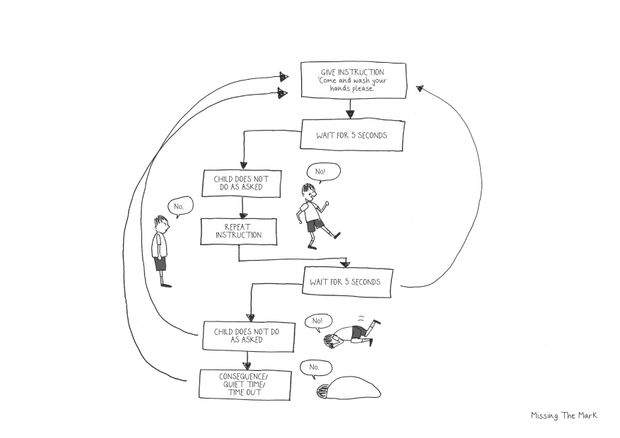 GIVE INSTRUCTION
'Come and wash your
hands please.'
WAIT FOR 5 SECONDS
CHILD DOES NOT
DO AS ASKED
No!
No.
REPEAT
INSTRUCTION
WAIT FOR 5 SECONDS
CHILD DOES NOT DO
AS ASKED
No!
CONSEQUENCE/
QUIET TIME/
TIME OUT
No.
Missing The Mark